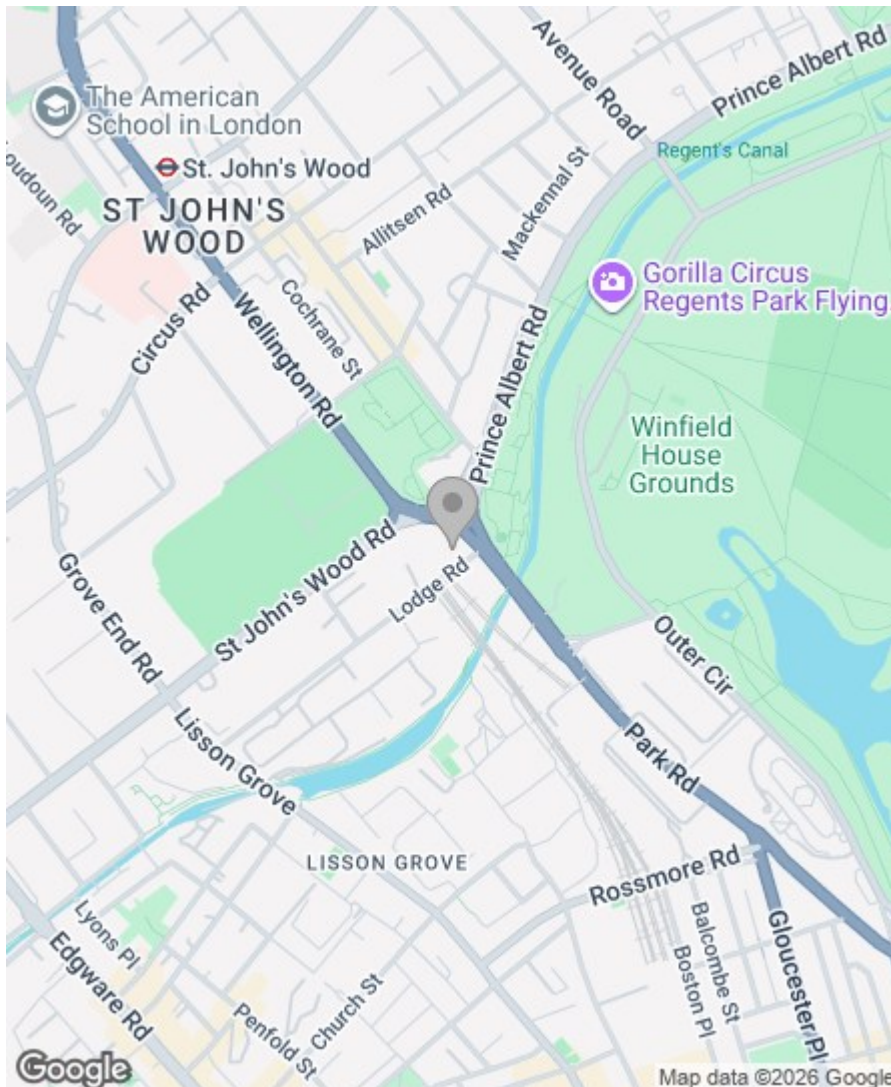 Avenue Road
Prince Albert Rd
The American
School in London
Regent's Canal
St. John's Wood
Mackennal St
Loudoun Rd
ST JOHN'S
WOOD
Allitsen Rd
Gorilla Circus
Regents Park Flying
Circus Rd
Cochrane St
Wellington Rd
Prince Albert Rd
Winfield
House
Grounds
St John's Wood Rd
Lodge Rd
Grove End Rd
Outer Cir
Lisson Grove
Park Rd
LISSON GROVE
Rossmore Rd
Lyons Pl
Edgware Rd
Church St
Penfold St
Balcombe St
Boston Pl
Gloucester Pl
Google
Map data ©2026 Google